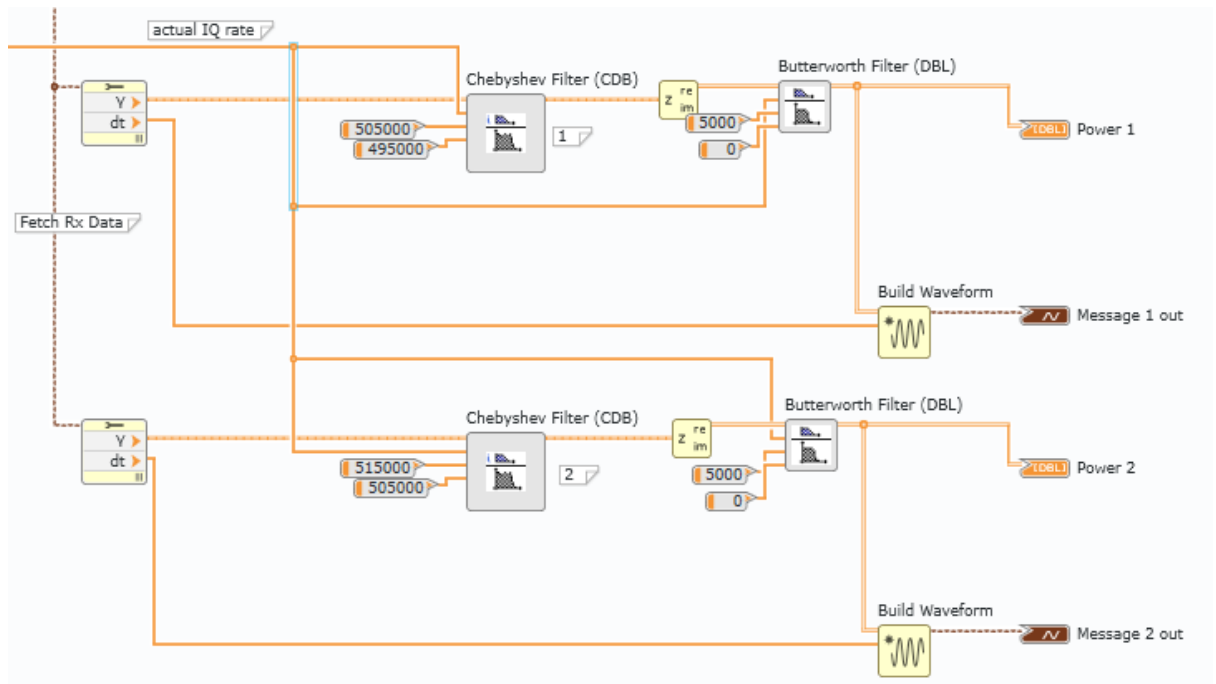 actual IQ rate
Butterworth Filter (DBL)
Chebyshev Filter (CDB)
Y
dt
505000
495000
1
z
re
im
5000
0
[DBL]
Power 1
Fetch Rx Data
Build Waveform
Message 1 out
Butterworth Filter (DBL)
Chebyshev Filter (CDB)
Y
dt
515000
505000
2
z
re
im
5000
0
[DBL]
Power 2
Build Waveform
Message 2 out